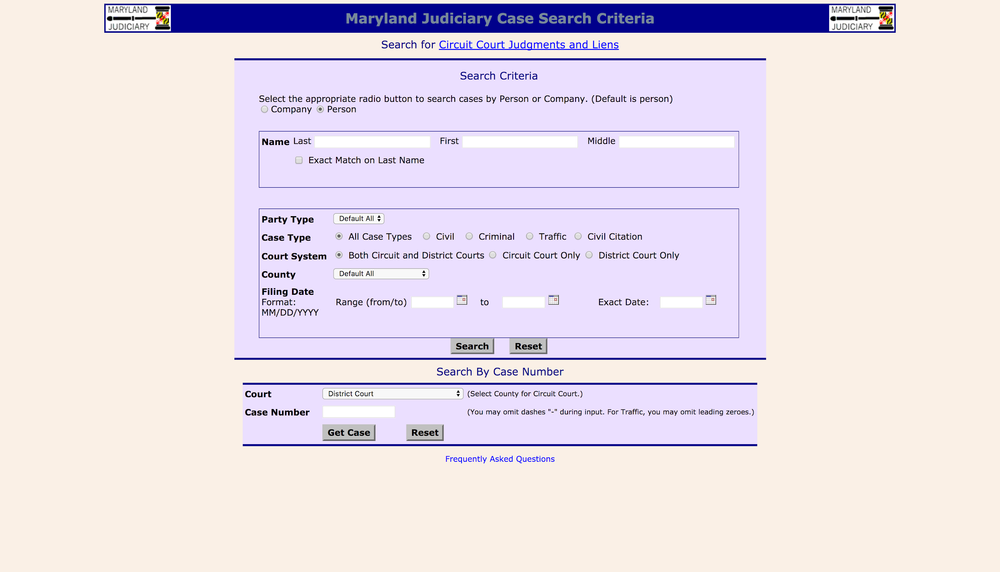 MARYLAND
JUDICIARY
Maryland Judiciary Case Search Criteria
MARYLAND
JUDICIARY
Search for Circuit Court Judgments and Liens
Search Criteria
Select the appropriate radio button to search cases by Person or Company. (Default is person)
Company Person
Name Last First Middle
Exact Match on Last Name
Party Type Default All
Case Type All Case Types Civil Criminal Traffic Civil Citation
Court System Both Circuit and District Courts Circuit Court Only District Court Only
County Default All
Filing Date
Format: Range (from/to) to Exact Date:
MM/DD/YYYY
Search Reset
Search By Case Number
Court District Court (Select County for Circuit Court.)
Case Number (You may omit dashes "-" during input. For Traffic, you may omit leading zeroes.)
Get Case Reset
Frequently Asked Questions